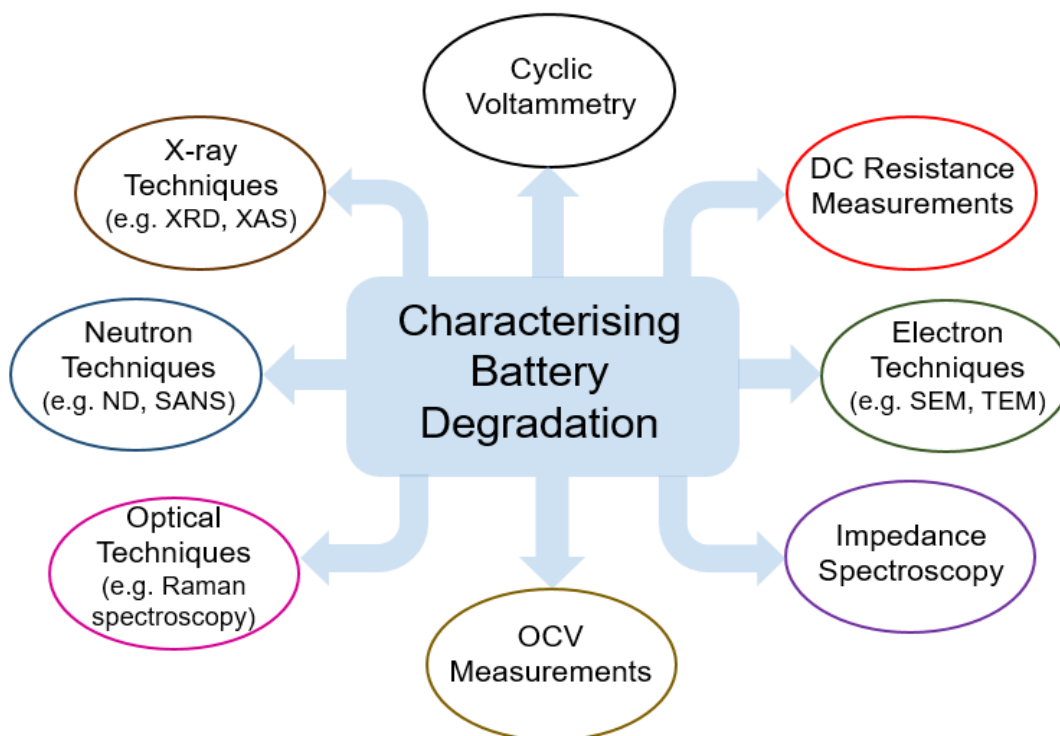 Cyclic
Voltammetry
X-ray
Techniques
(e.g. XRD, XAS)
DC Resistance
Measurements
Characterising
Battery
Degradation
Neutron
Techniques
(e.g. ND, SANS)
Electron
Techniques
(e.g. SEM, TEM)
Optical
Techniques
(e.g. Raman
spectroscopy)
Impedance
Spectroscopy
OCV
Measurements